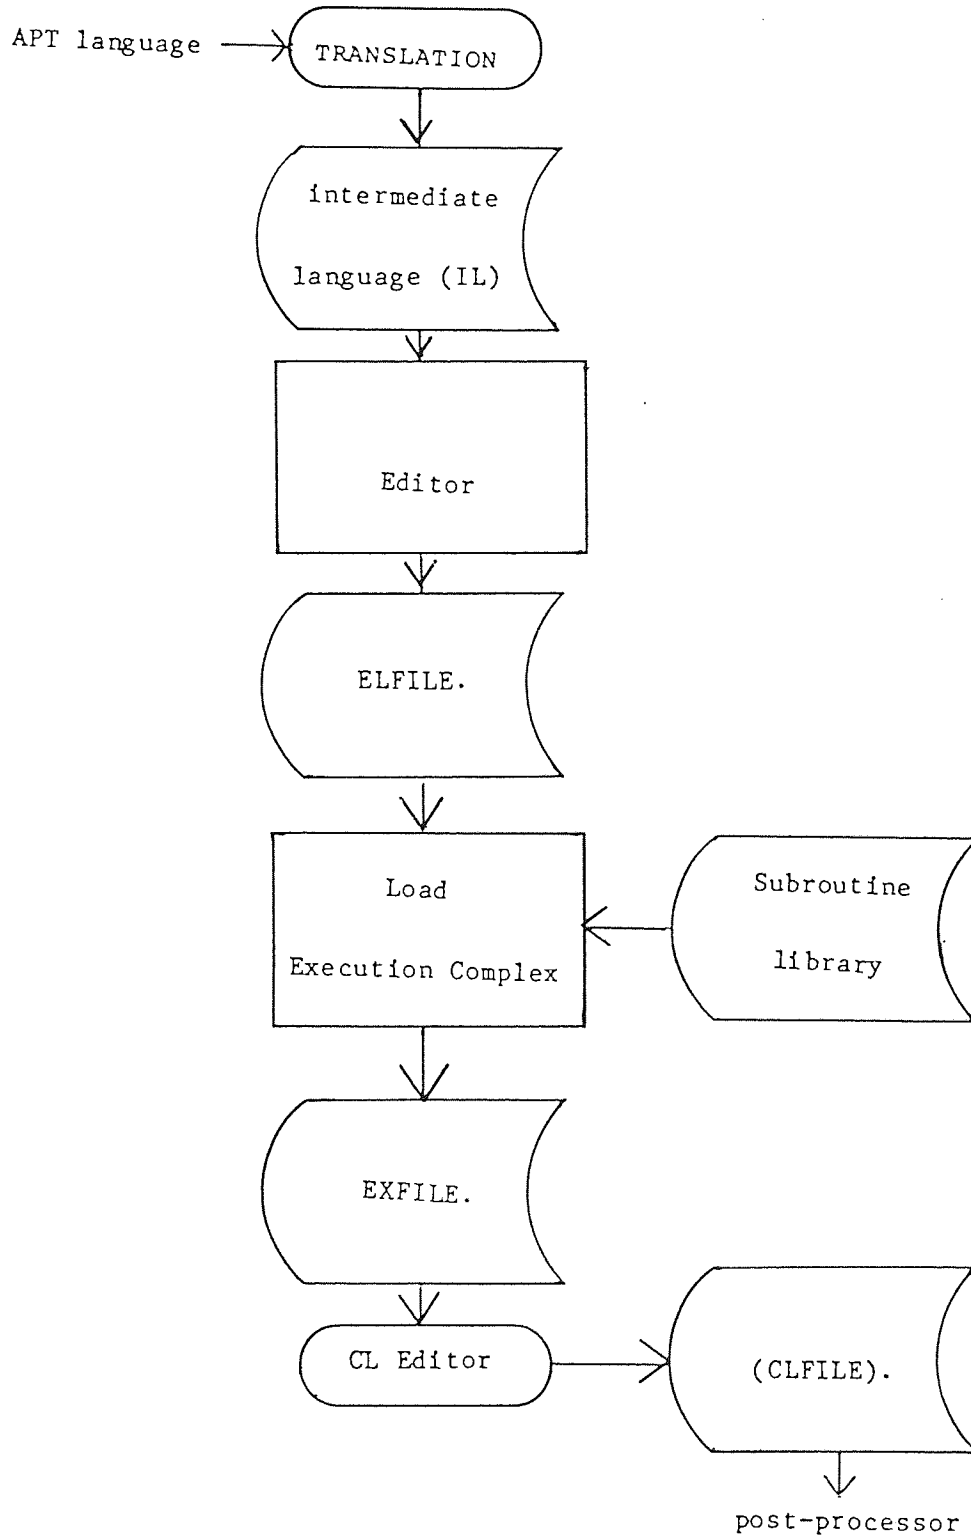 APT language
TRANSLATION
intermediate
language (IL)
Editor
ELFILE.
Load
Execution Complex
Subroutine
library
EXFILE.
CL Editor
(CLFILE).
post-processor